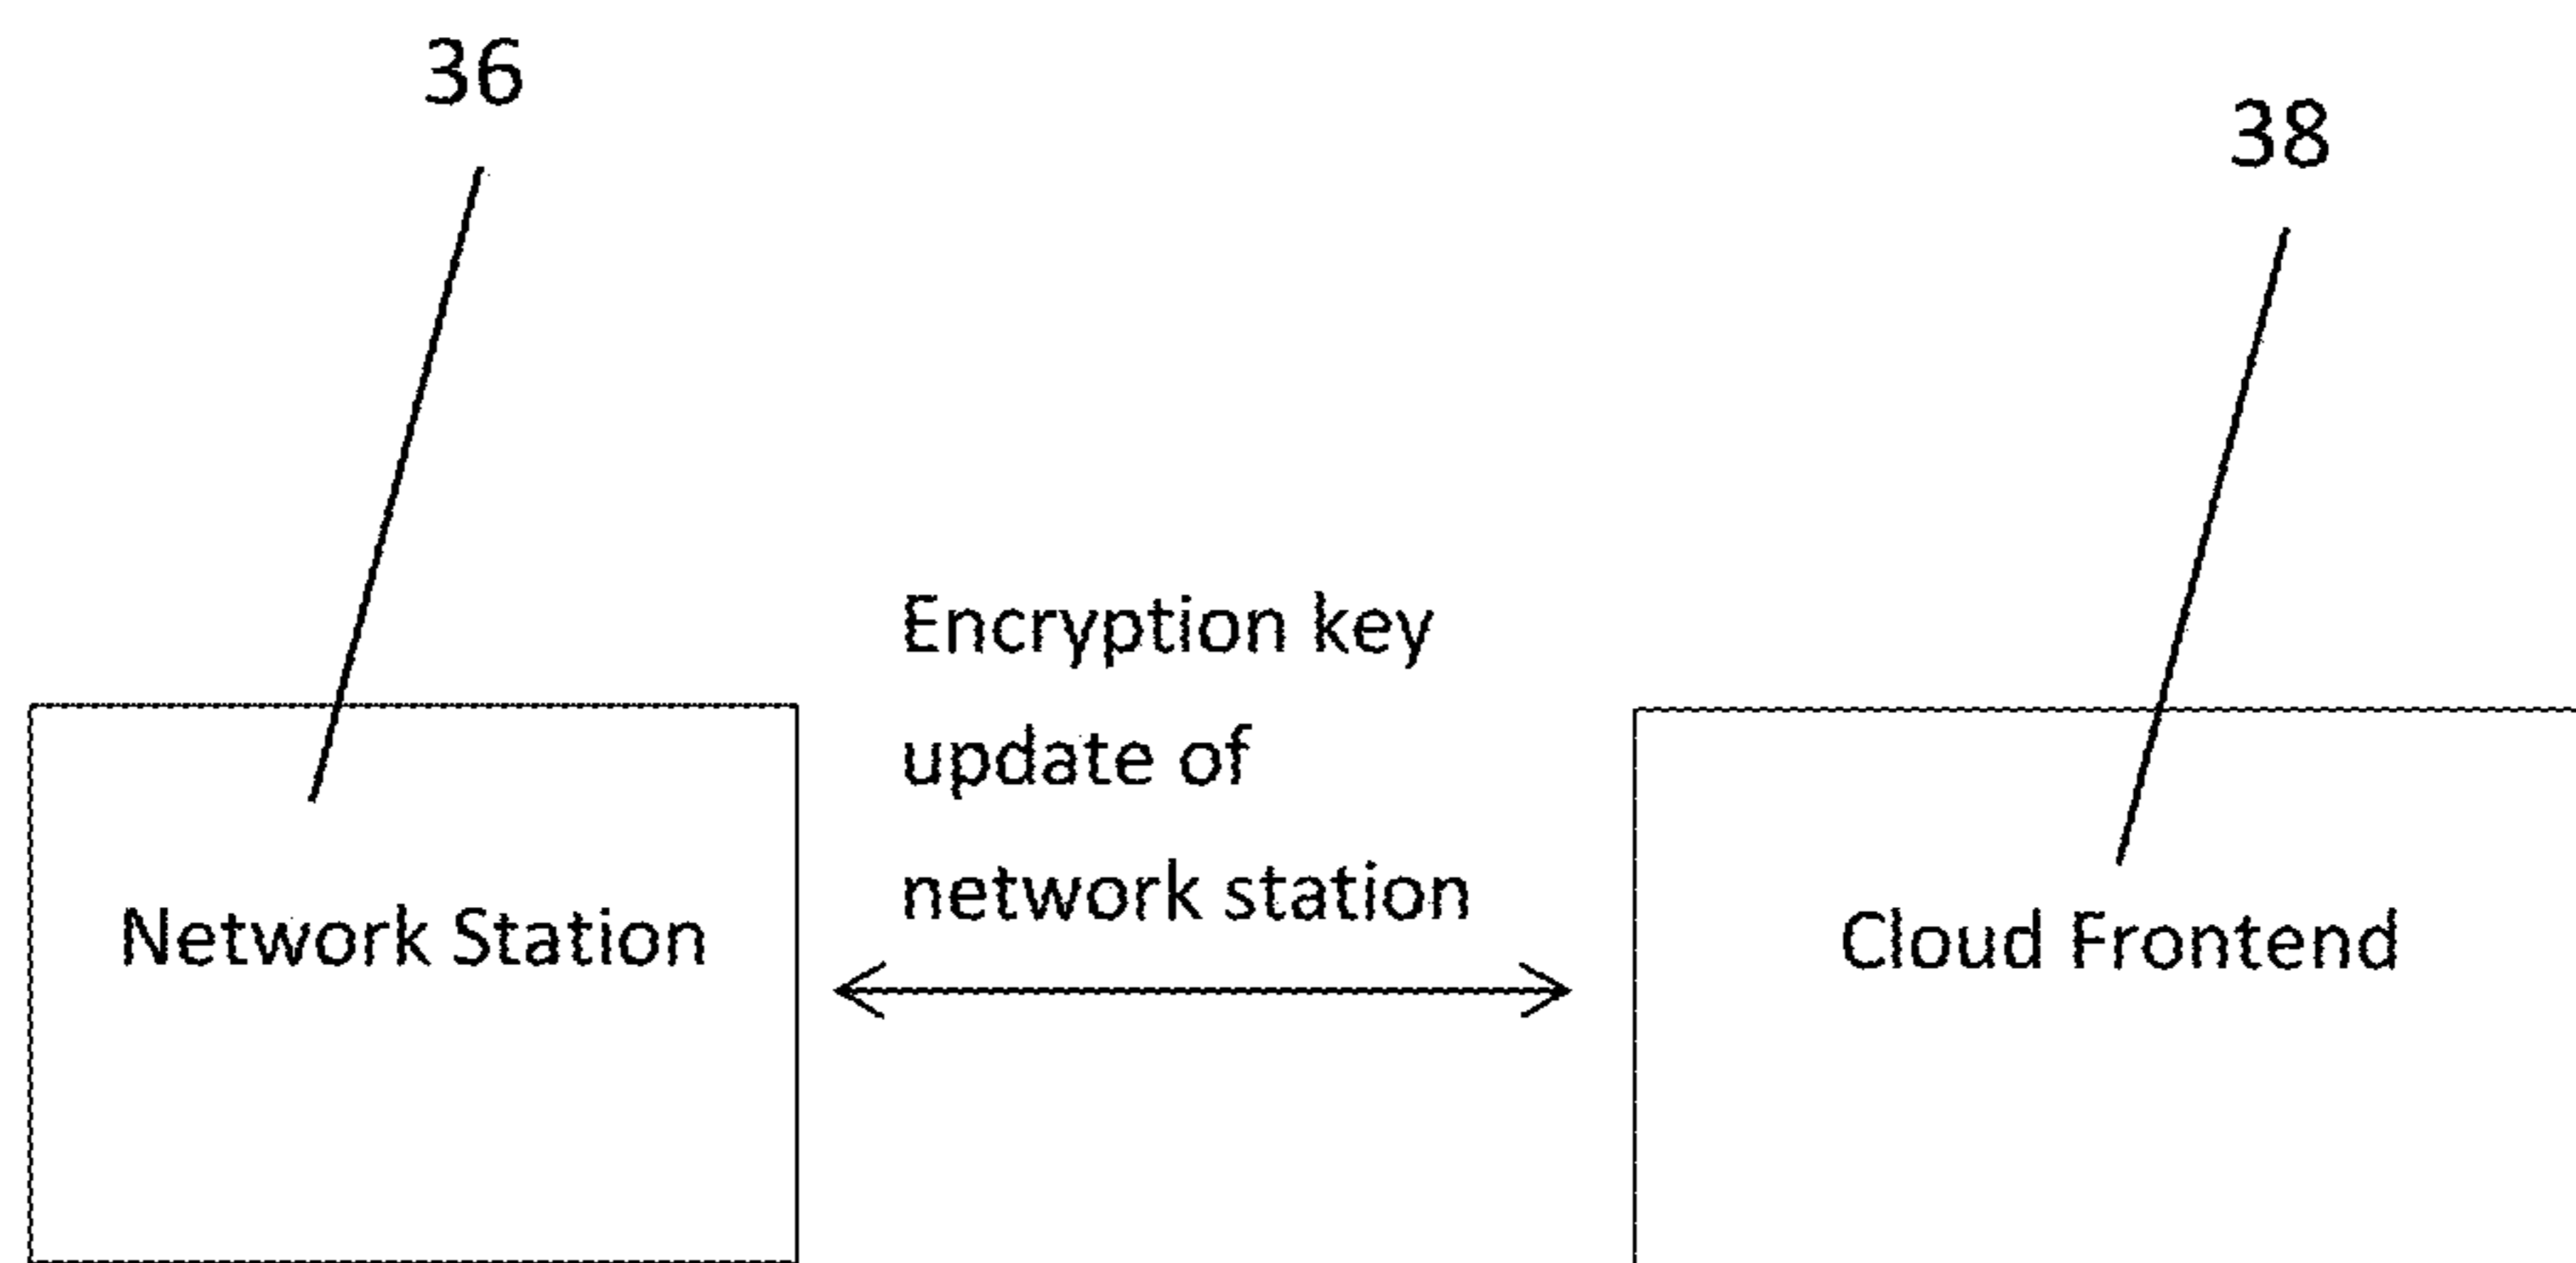 36
38
Encryption key
update of
network station
Network Station
Cloud Frontend